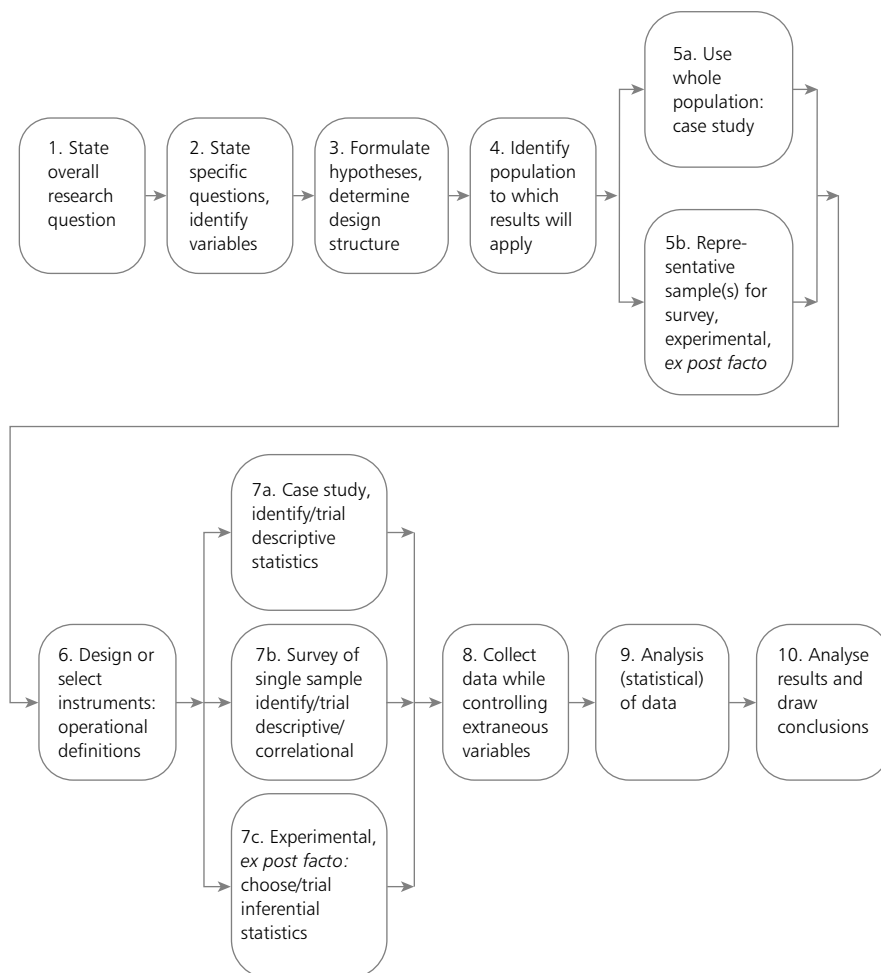 1. State
overall
research
question
2. State
specific
questions,
identify
variables
3. Formulate
hypotheses,
determine
design
structure
4. Identify
population
to which
results will
apply
5a. Use
whole
population:
case study
5b. Repre-
sentative
sample(s) for
survey,
experimental,
ex post facto
6. Design or
select
instruments:
operational
definitions
7a. Case study,
identify/trial
descriptive
statistics
7b. Survey of
single sample
identify/trial
descriptive/
correlational
7c. Experimental,
ex post facto:
choose/trial
inferential
statistics
8. Collect
data while
controlling
extraneous
variables
9. Analysis
(statistical)
of data
10. Analyse
results and
draw
conclusions